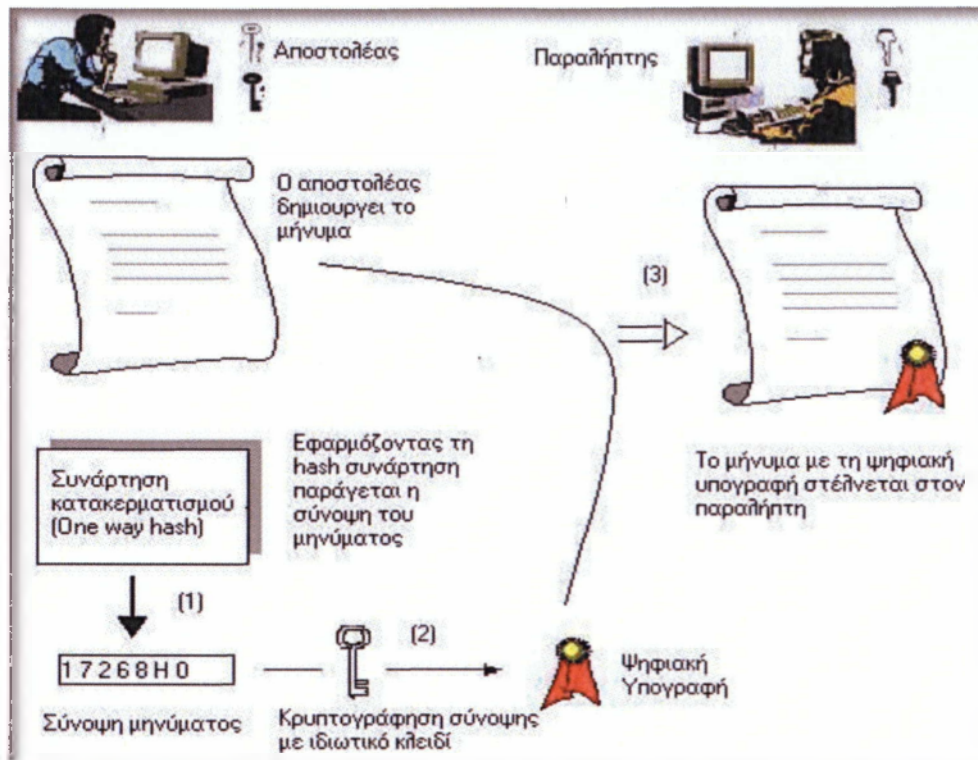 Αποστολέας
Παραλήπτης
Ο αποστολέας
δημιουργει το
μήνυμα
(3)
Συνάρτηση
κατακερματισμού
(One way hash)
Εφαρμόζοντας τη
hash συνάρτηση
παράγεται η
σύνοψη του
μηνύματος
Το μήνυμα με τη ψηφιακή
υπογραφή στέλνεται στον
παραλήπτη
(1)
17268H0
(2)
Ψηφιακή
Υπογραφή
Σύνοψη μηνύματος
Κρυπτογράφηση σύνοψης
με ιδιωτικό κλειδί